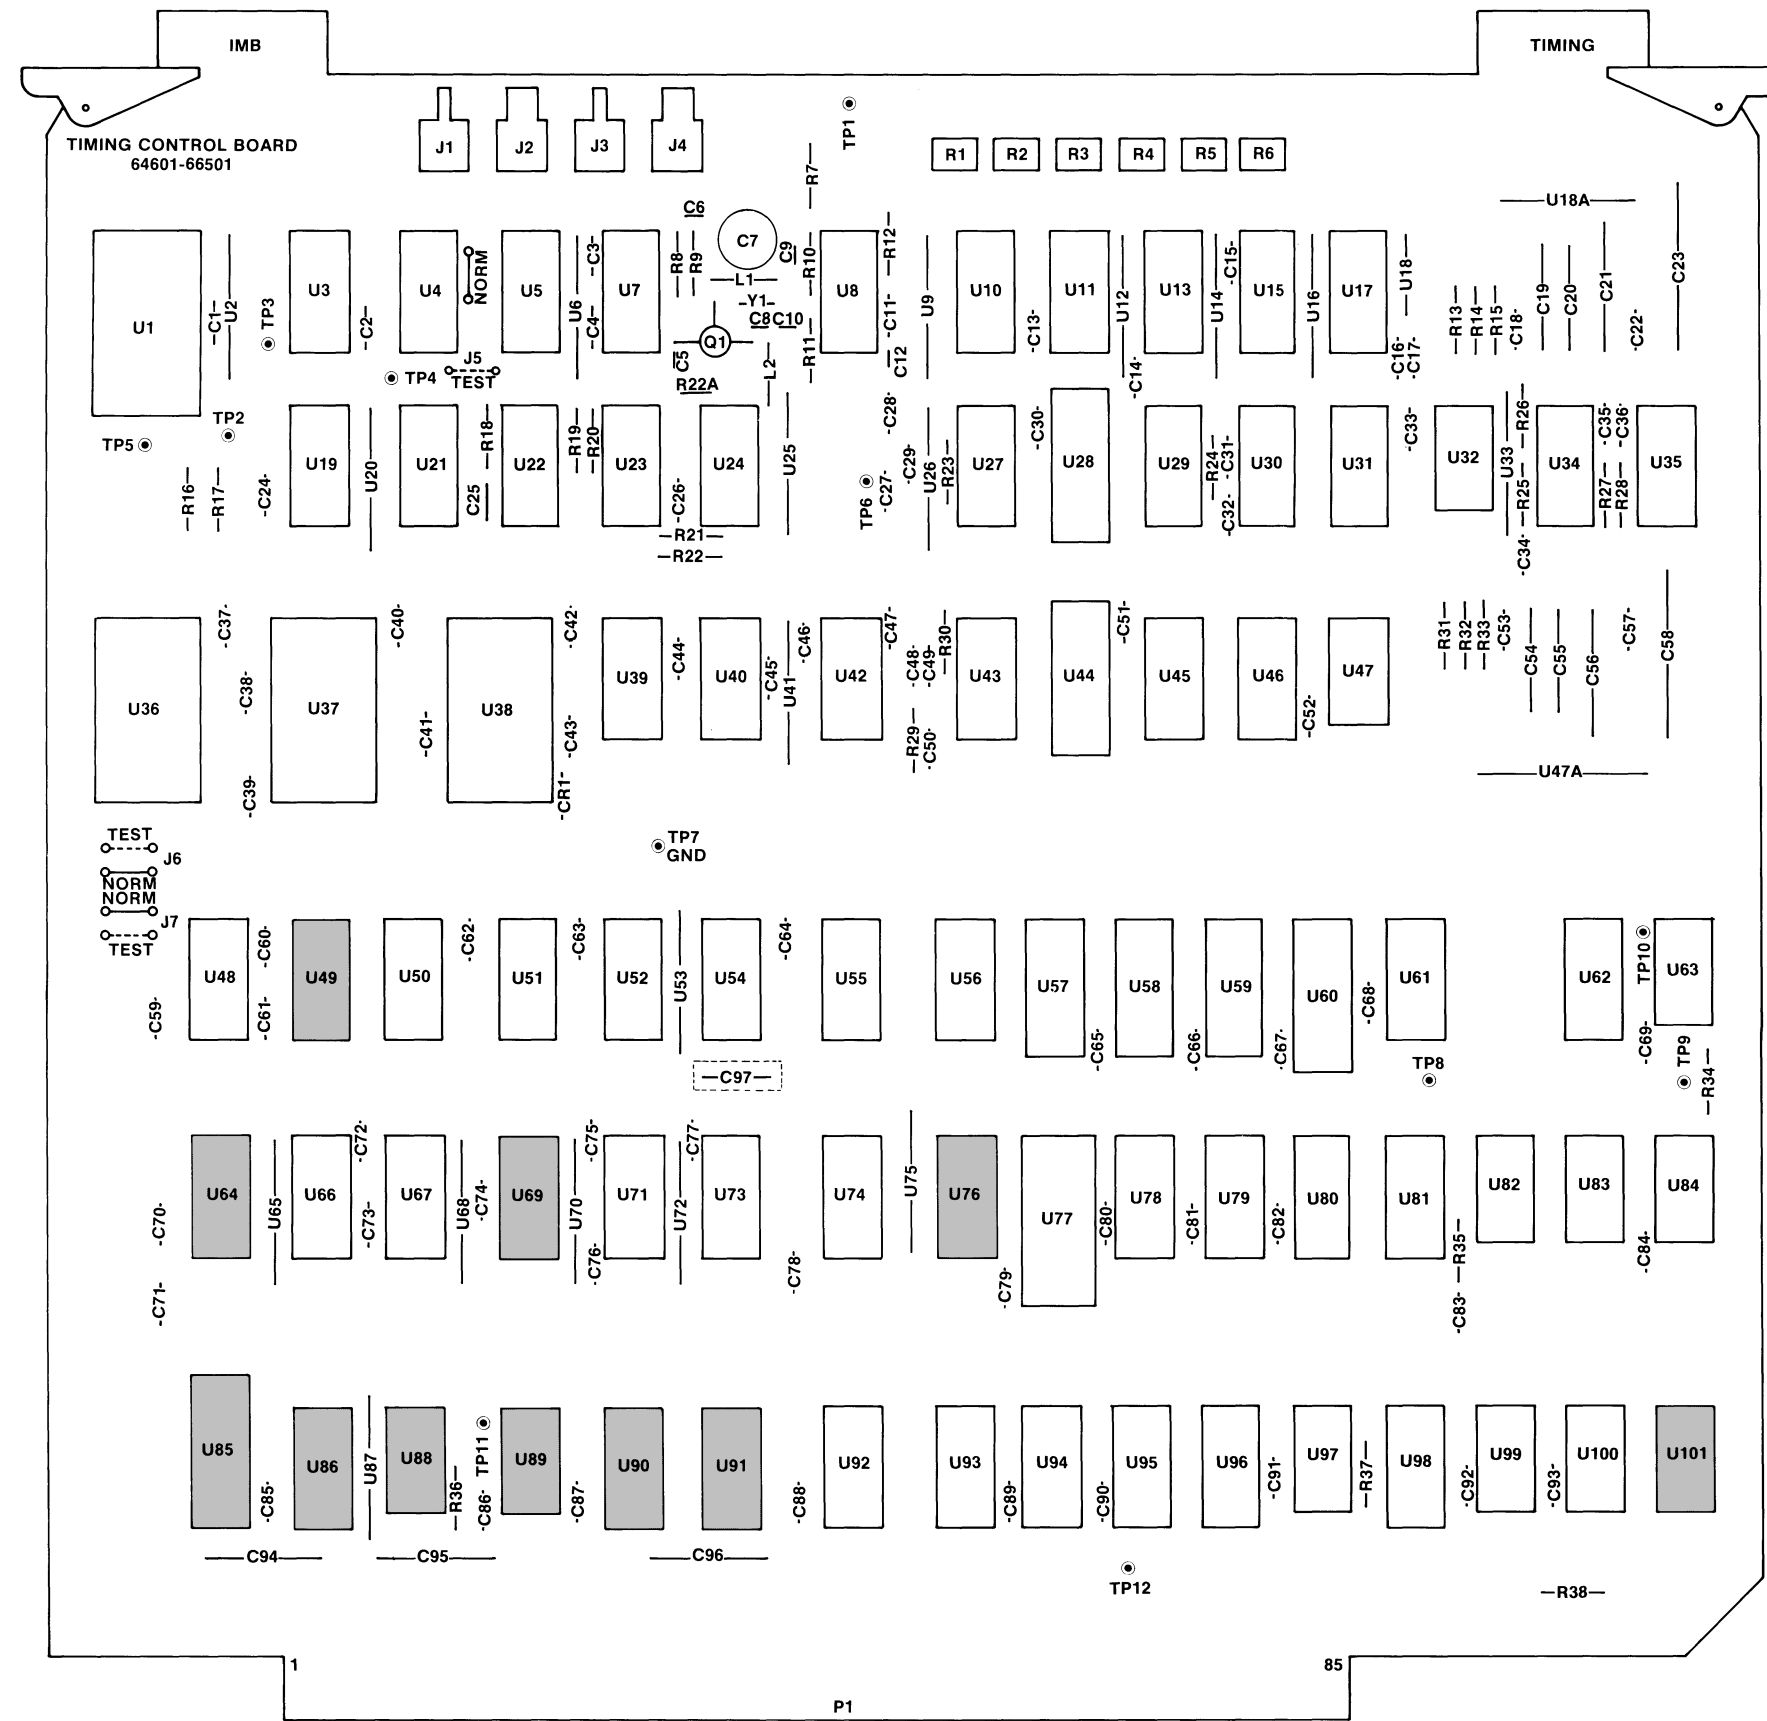 IMB
TIMING
TIMING CONTROL BOARD
64601-66501
J1
J2
J3
J4
TP1
R1
R2
R3
R4
R5
R6
R7
U18A
C6
C7
C9
R8
R9
R10
R12
L1
Y1
C8
C10
Q1
C5
R22A
L2
R11
C11
C12
U1
C1
U2
TP3
U3
C2
U4
NORM
J5
TEST
TP4
U5
U6
C3
C4
U7
U8
U9
U10
C13
U11
U12
C14
U13
U14
C15
U15
U16
U17
U18
C16
C17
R13
R14
R15
C18
C19
C20
C21
C22
C23
TP5
TP2
R16
R17
C24
U19
U20
U21
R18
C25
U22
R19
R20
U23
C26
U24
R21
R22
U25
TP6
C28
C27
C29
U26
R23
U27
C30
U28
U29
R24
C31
C32
U30
U31
C33
U32
U33
R26
R25
C34
U34
C35
C36
R27
R28
U35
U36
C37
C38
C39
U37
C40
C41
U38
C42
C43
CR1
U39
C44
U40
C45
U41
C46
U42
C47
C48
C49
R30
R29
C50
U43
U44
C51
U45
U46
C52
U47
R31
R32
R33
C53
C54
C55
C56
C57
C58
U47A
TEST
J6
NORM
NORM
J7
TEST
TP7
GND
C59
U48
C60
C61
U49
U50
C62
U51
C63
U52
U53
U54
C64
C97
U55
U56
U57
C65
U58
C66
U59
C67
U60
C68
U61
TP8
U62
TP10
C69
U63
TP9
R34
C70
C71
U64
U65
U66
C72
C73
U67
U68
C74
U69
U70
C75
C76
U71
U72
C77
U73
C78
U74
U75
U76
C79
U77
C80
U78
C81
U79
C82
U80
U81
R35
C83
U82
U83
C84
U84
U85
C85
U86
U87
U88
R36
TP11
C86
U89
C87
U90
U91
C88
U92
U93
C89
U94
C90
U95
U96
C91
U97
R37
U98
C92
U99
C93
U100
U101
C94
C95
C96
TP12
R38
1
85
P1